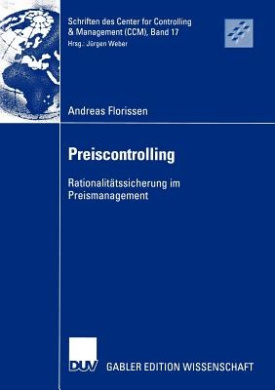 Schriften des Center for Controlling
& Management (CCM), Band 17
Hrsg.: Jürgen Weber
Andreas Florissen
Preiscontrolling
Rationalitätssicherung im
Preismanagement
DUV
GABLER EDITION WISSENSCHAFT